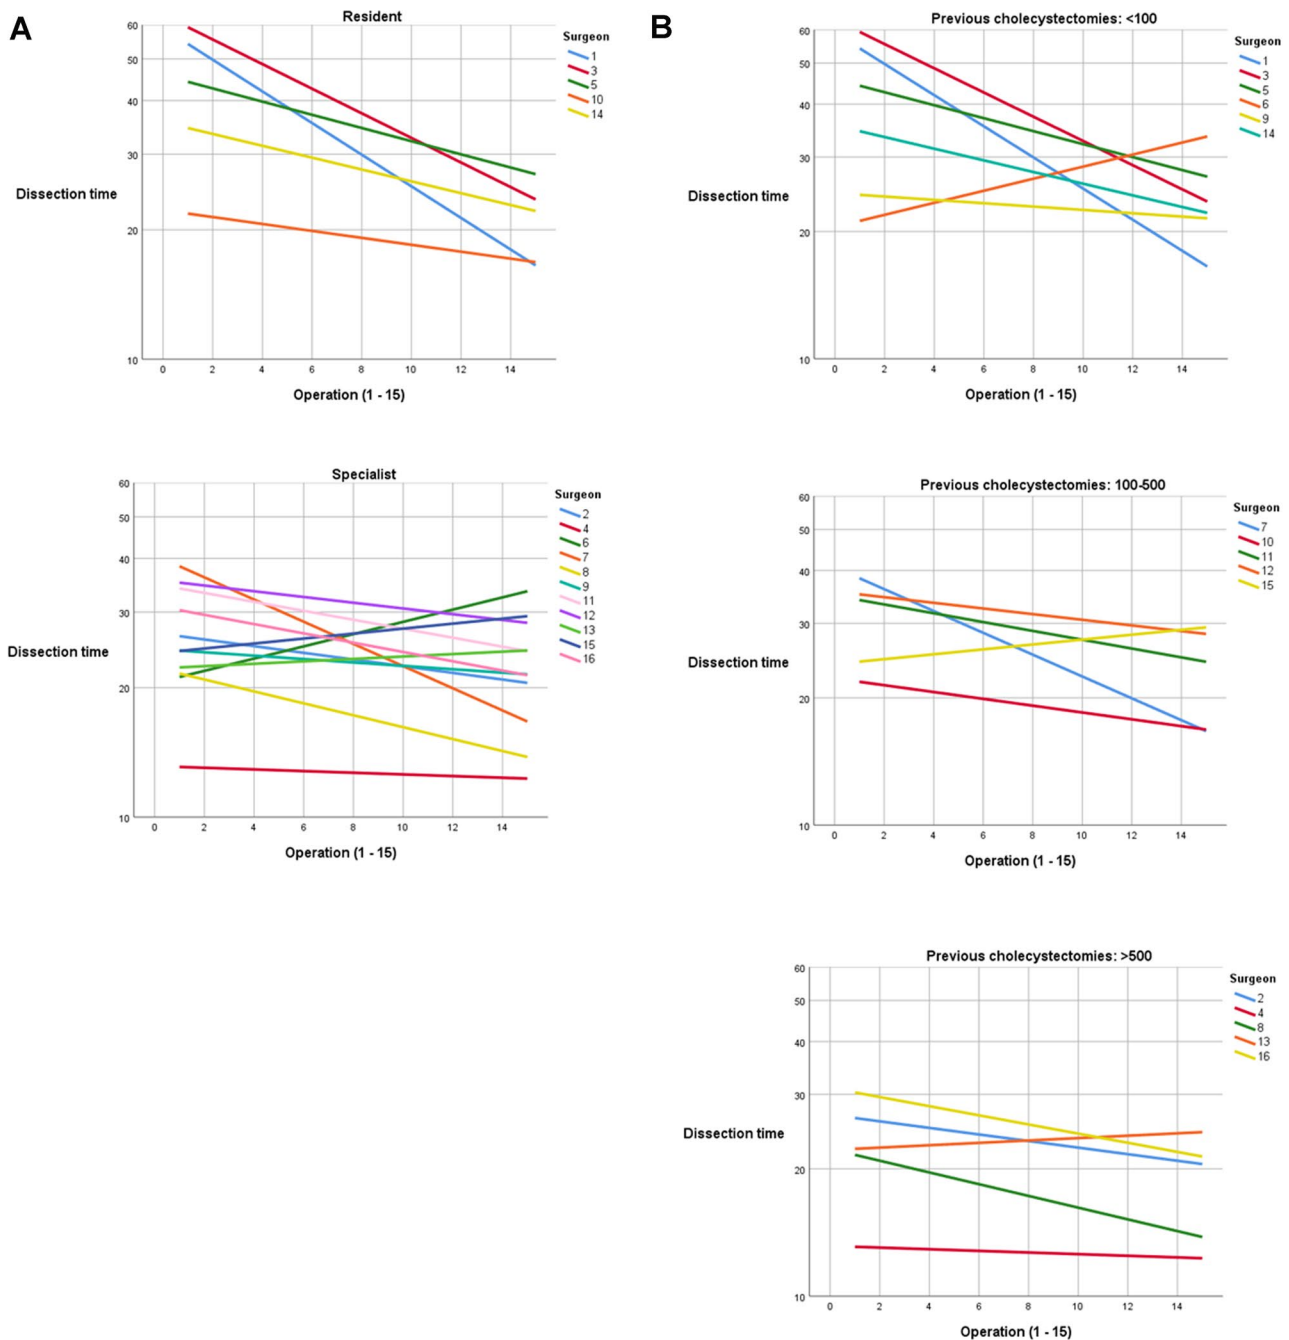 A
Resident
60
50
40
30
20
10
Dissection time
0 2 4 6 8 10 12 14
Operation (1 - 15)
Surgeon
1
3
5
10
14
Specialist
60
50
40
30
20
10
Dissection time
0 2 4 6 8 10 12 14
Operation (1 - 15)
Surgeon
2
4
6
7
8
9
11
12
13
15
16
B
Previous cholecystectomies: <100
60
50
40
30
20
10
Dissection time
0 2 4 6 8 10 12 14
Operation (1 - 15)
Surgeon
1
3
5
6
9
14
Previous cholecystectomies: 100-500
60
50
40
30
20
10
Dissection time
0 2 4 6 8 10 12 14
Operation (1 - 15)
Surgeon
7
10
11
12
15
Previous cholecystectomies: >500
60
50
40
30
20
10
Dissection time
0 2 4 6 8 10 12 14
Operation (1 - 15)
Surgeon
2
4
8
13
16